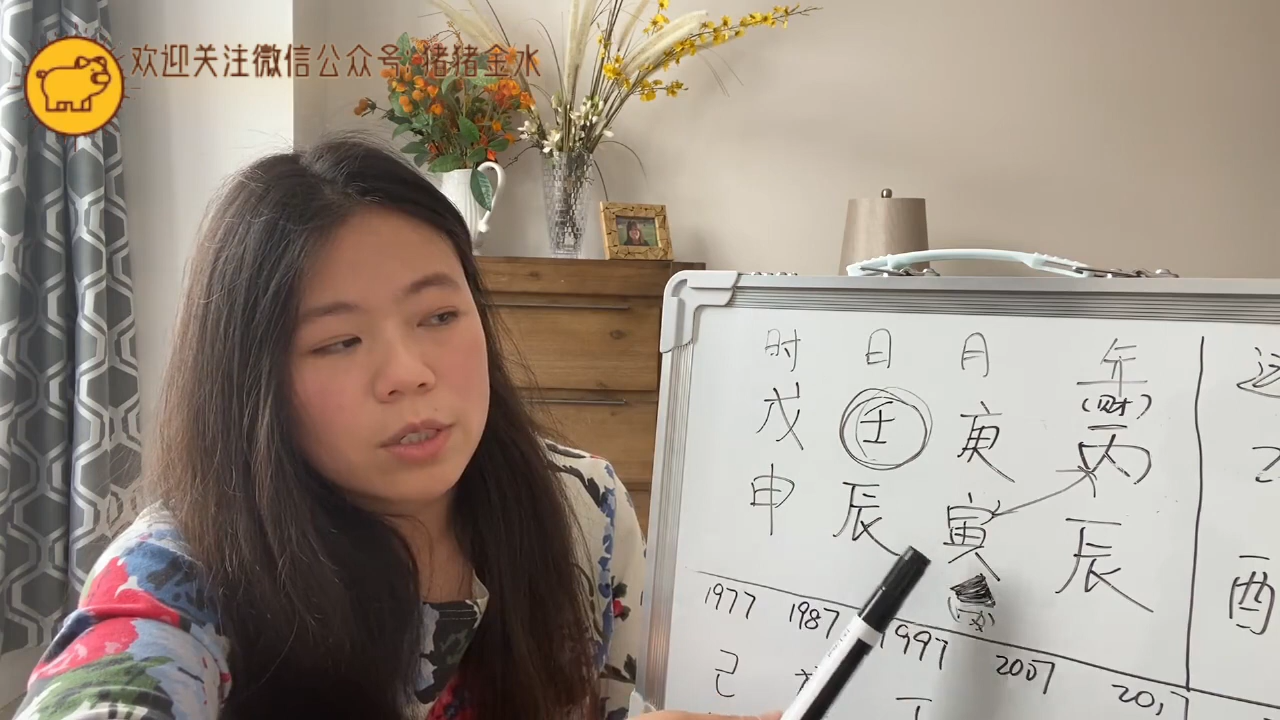 欢迎关注微信公众号：猪猪金水
时 日 月 年
(财)
戊 壬 庚 丙
申 辰 寅 辰
酉
1977 1987 1997 2007
己